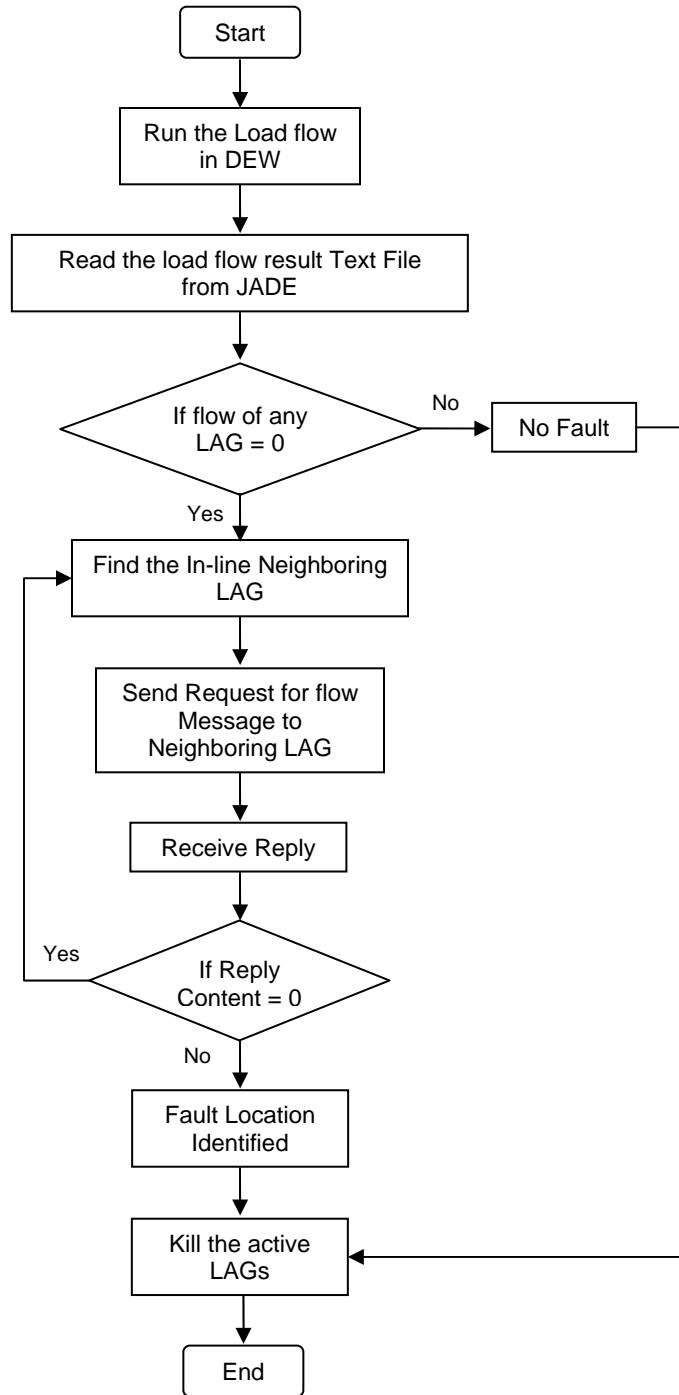 Start
Run the Load flow
in DEW
Read the load flow result Text File
from JADE
If flow of any
LAG = 0
No
No Fault
Yes
Find the In-line Neighboring
LAG
Send Request for flow
Message to
Neighboring LAG
Receive Reply
Yes
If Reply
Content = 0
No
Fault Location
Identified
Kill the active
LAGs
End